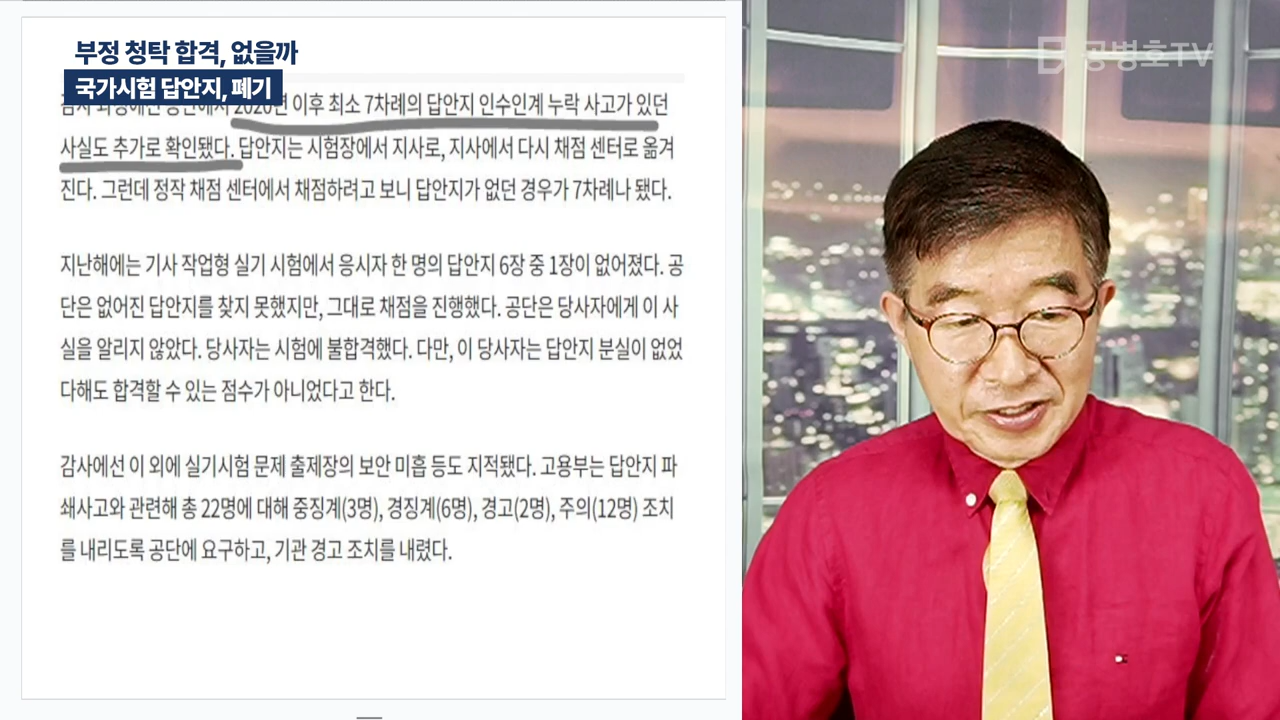 부정 청탁 합격, 없을까
국가시험 답안지, 폐기
공병호TV
2020년 이후 최소 7차례의 답안지 인수인계 누락 사고가 있던
사실도 추가로 확인됐다. 답안지는 시험장에서 지사로, 지사에서 다시 채점 센터로 옮겨
진다. 그런데 정작 채점 센터에서 채점하려고 보니 답안지가 없던 경우가 7차례나 됐다.
지난해에는 기사 작업형 실기 시험에서 응시자 한 명의 답안지 6장 중 1장이 없어졌다. 공
단은 없어진 답안지를 찾지 못했지만, 그대로 채점을 진행했다. 공단은 당사자에게 이 사
실을 알리지 않았다. 당사자는 시험에 불합격했다. 다만, 이 당사자는 답안지 분실이 없었
다해도 합격할 수 있는 점수가 아니었다고 한다.
감사에선 이 외에 실기시험 문제 출제장의 보안 미흡 등도 지적됐다. 고용부는 답안지 파
쇄사고와 관련해 총 22명에 대해 중징계(3명), 경징계(6명), 경고(2명), 주의(12명) 조치
를 내리도록 공단에 요구하고, 기관 경고 조치를 내렸다.